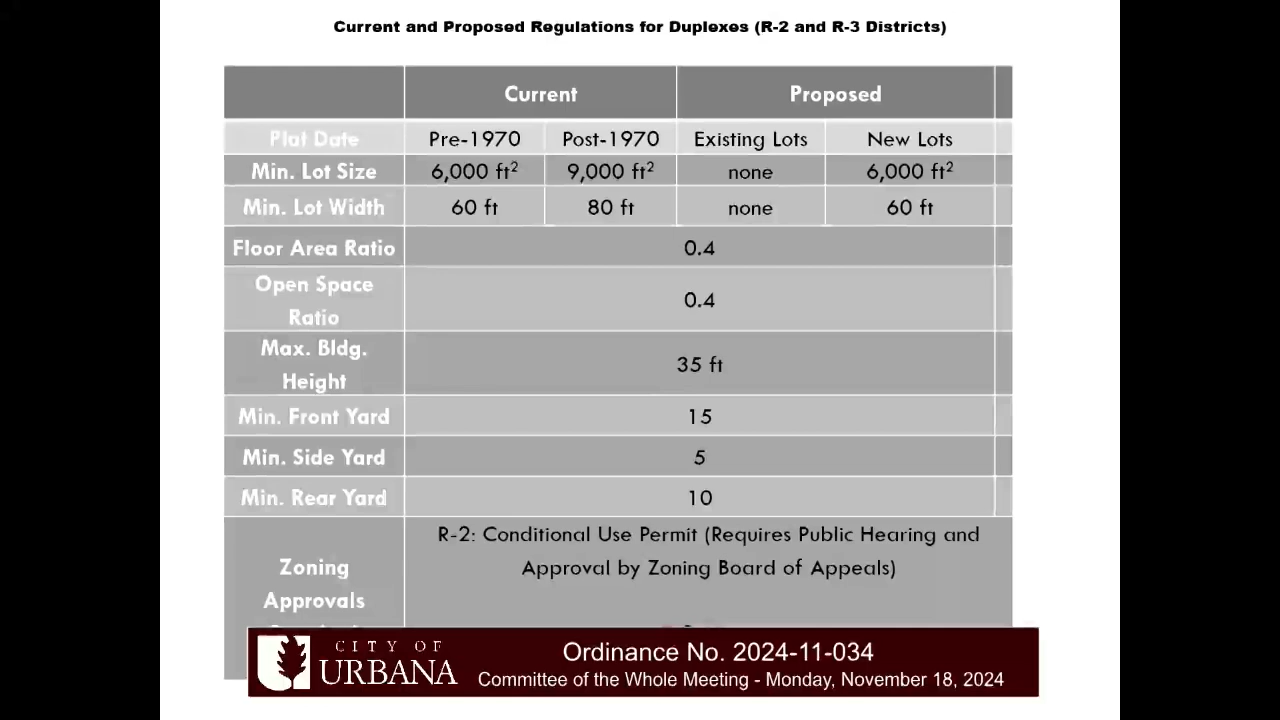 Current and Proposed Regulations for Duplexes (R-2 and R-3 Districts)
Current Proposed
Plat Date Pre-1970 Post-1970 Existing Lots New Lots
Min. Lot Size 6,000 ft² 9,000 ft² none 6,000 ft²
Min. Lot Width 60 ft 80 ft none 60 ft
Floor Area Ratio 0.4
Open Space
Ratio
0.4
Max. Bldg.
Height
35 ft
Min. Front Yard 15
Min. Side Yard 5
Min. Rear Yard 10
Zoning
Approvals
R-2: Conditional Use Permit (Requires Public Hearing and
Approval by Zoning Board of Appeals)
CITY OF
URBANA
Ordinance No. 2024-11-034
Committee of the Whole Meeting - Monday, November 18, 2024